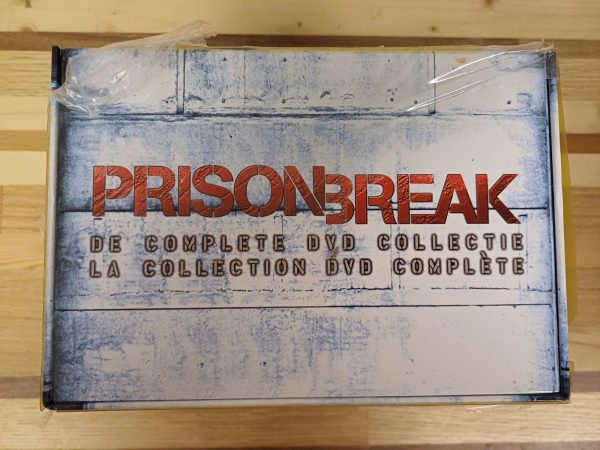 PRISON BREAK
DE COMPLETE DVD COLLECTIE
LA COLLECTION DVD COMPLÈTE